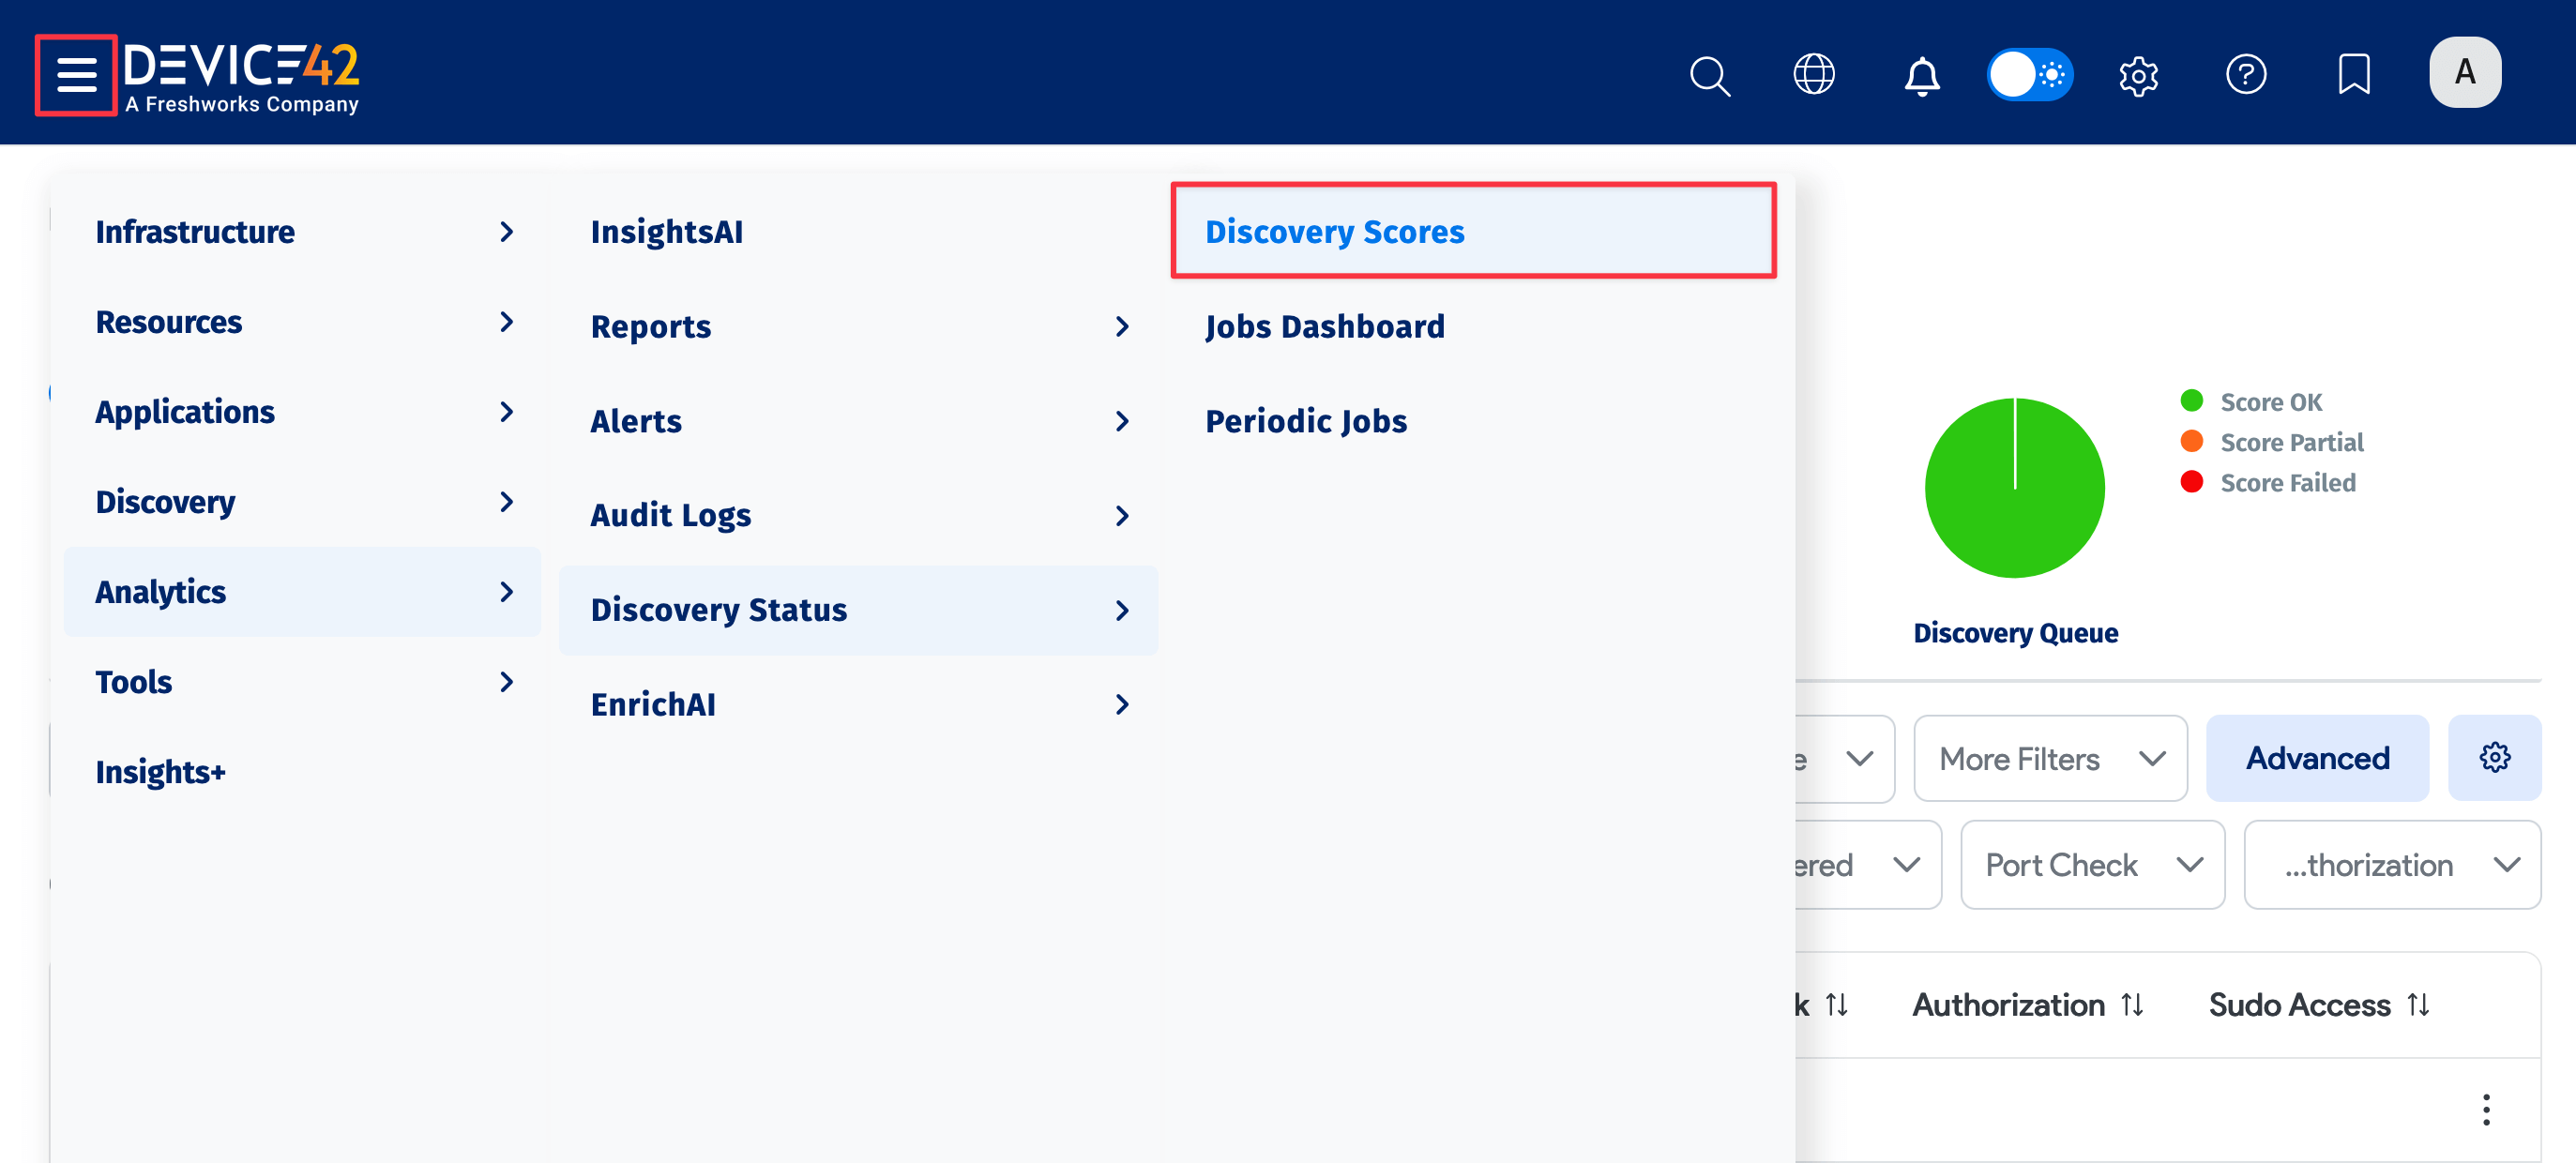 DEVICE42
A Freshworks Company
A
Infrastructure
Resources
Applications
Discovery
Analytics
Tools
Insights+
InsightsAI
Reports
Alerts
Audit Logs
Discovery Status
EnrichAI
Discovery Scores
Jobs Dashboard
Periodic Jobs
Score OK
Score Partial
Score Failed
Discovery Queue
e
More Filters
Advanced
ered
Port Check
...thorization
k
Authorization
Sudo Access